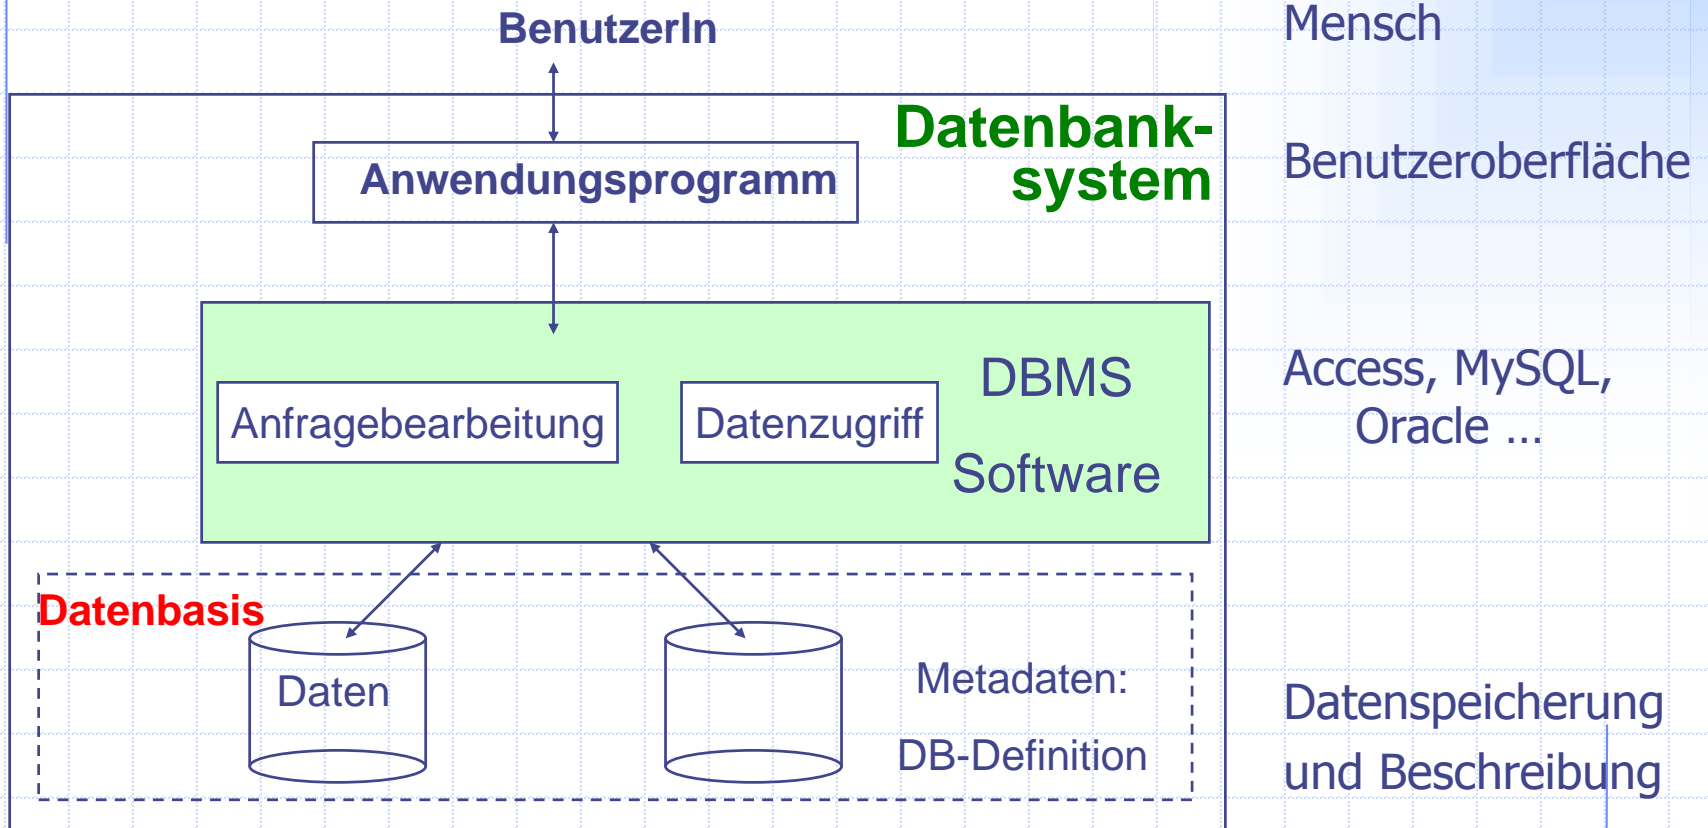 BenutzerIn
Mensch
Datenbank-
system
Anwendungsprogramm
Benutzeroberfläche
DBMS
Software
Anfragebearbeitung
Datenzugriff
Access, MySQL,
Oracle ...
Datenbasis
Daten
Metadaten:
DB-Definition
Datenspeicherung
und Beschreibung